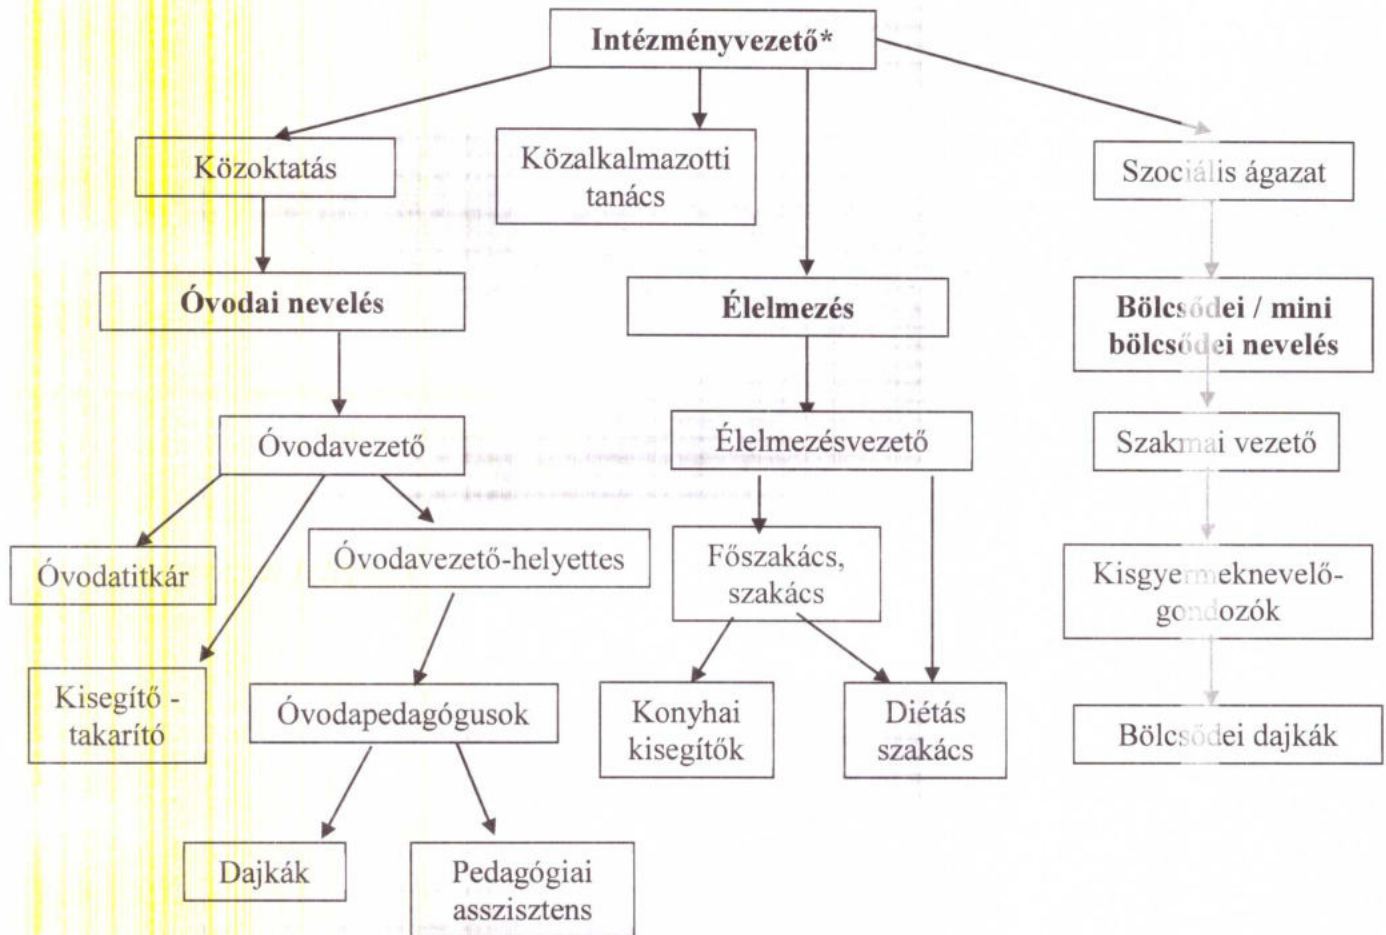 Intézményvezető*
Közoktatás
Közalkalmazotti
tanács
Szociális ágazat
Óvodai nevelés
Élelmezés
Bölcsődei / mini
bölcsődei nevelés
Óvodavezető
Élelmezésvezető
Szakmai vezető
Óvodatitkár
Óvodavezető-helyettes
Főszakács,
szakács
Kisgyermeknevelő-
gondozók
Kisegítő -
takarító
Óvodapedagógusok
Konyhai
kisegítők
Diétás
szakács
Bölcsődei dajkák
Dajkák
Pedagógiai
asszisztens